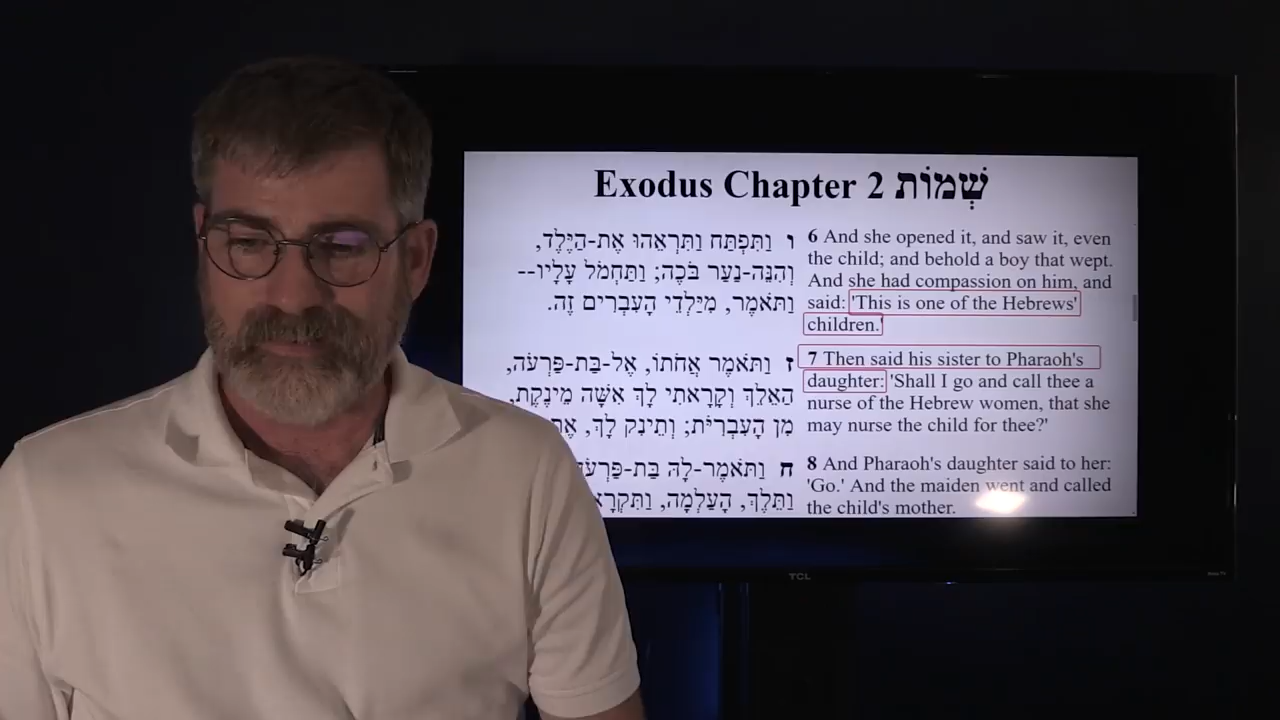 Exodus Chapter 2 שְׁמוֹת
ו וַתִּפְתַּח וַתִּרְאֵהוּ אֶת-הַיֶּלֶד,
וְהִנֵּה-נַעַר בֹּכֶה; וַתַּחְמֹל עָלָיו--
וַתֹּאמֶר, מִיַּלְדֵי הָעִבְרִים זֶה.
6 And she opened it, and saw it, even
the child; and behold a boy that wept.
And she had compassion on him, and
said: 'This is one of the Hebrews'
children.'
ז וַתֹּאמֶר אֲחֹתוֹ, אֶל-בַּת-פַּרְעֹה,
הַאֵלֵךְ וְקָרָאתִי לָךְ אִשָּׁה מֵינֶקֶת,
מִן הָעִבְרִיֹּת; וְתֵינִק לָךְ,
7 Then said his sister to Pharaoh's
daughter: 'Shall I go and call thee a
nurse of the Hebrew women, that she
may nurse the child for thee?'
ח וַתֹּאמֶר-לָהּ בַּת-פַּרְעֹה
וַתֵּלֶךְ, הָעַלְמָה, וַתִּקְרָא
8 And Pharaoh's daughter said to her:
'Go.' And the maiden went and called
the child's mother.
TCL